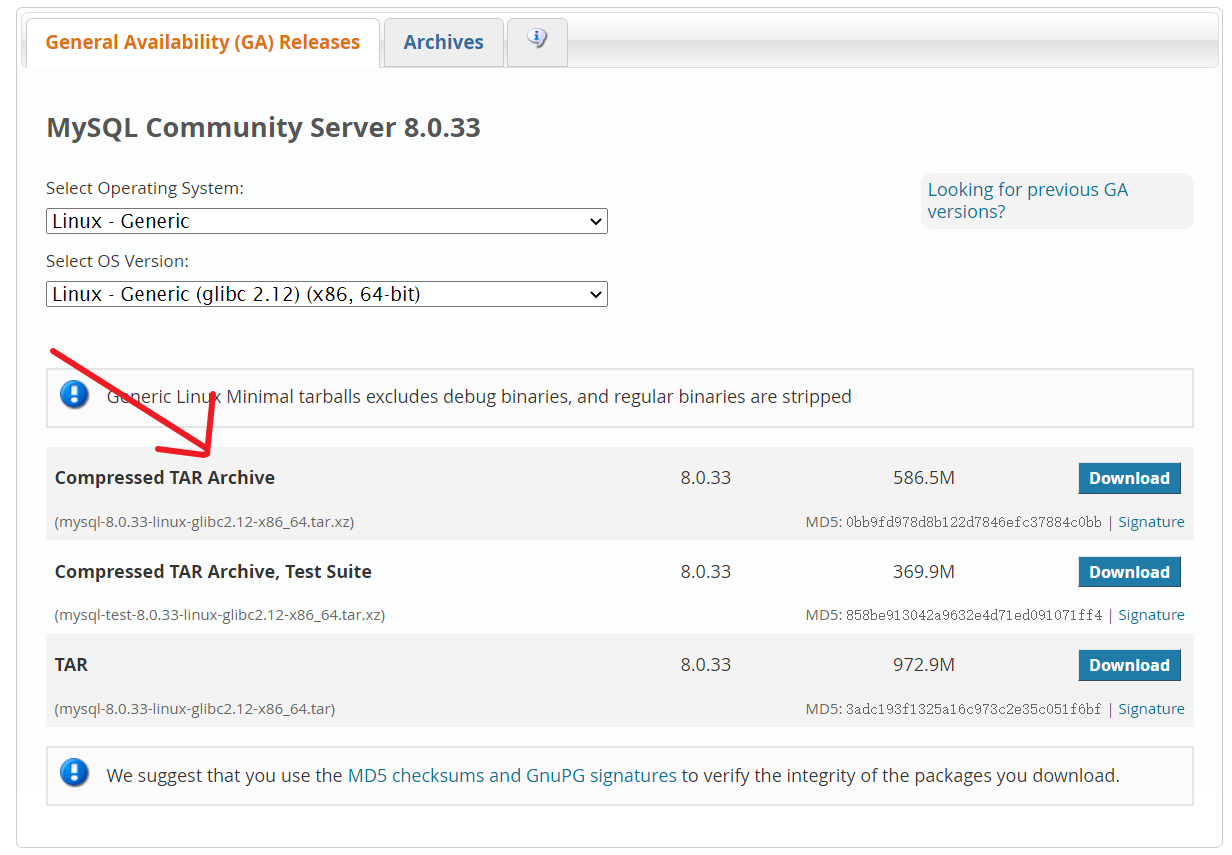 General Availability (GA) Releases
Archives
MySQL Community Server 8.0.33
Select Operating System:
Looking for previous GA
versions?
Linux - Generic
Select OS Version:
Linux - Generic (glibc 2.12) (x86, 64-bit)
Generic Linux Minimal tarballs excludes debug binaries, and regular binaries are stripped
Compressed TAR Archive 8.0.33 586.5M Download
(mysql-8.0.33-linux-glibc2.12-x86_64.tar.xz) MD5: 0bb9fd978d8b122d7846efc37884c0bb | Signature
Compressed TAR Archive, Test Suite 8.0.33 369.9M Download
(mysql-test-8.0.33-linux-glibc2.12-x86_64.tar.xz) MD5: 858be913042a9632e4d71ed091071ff4 | Signature
TAR 8.0.33 972.9M Download
(mysql-8.0.33-linux-glibc2.12-x86_64.tar) MD5: 3adc193f1325a16c973c2e35c051f6bf | Signature
We suggest that you use the MD5 checksums and GnuPG signatures to verify the integrity of the packages you download.